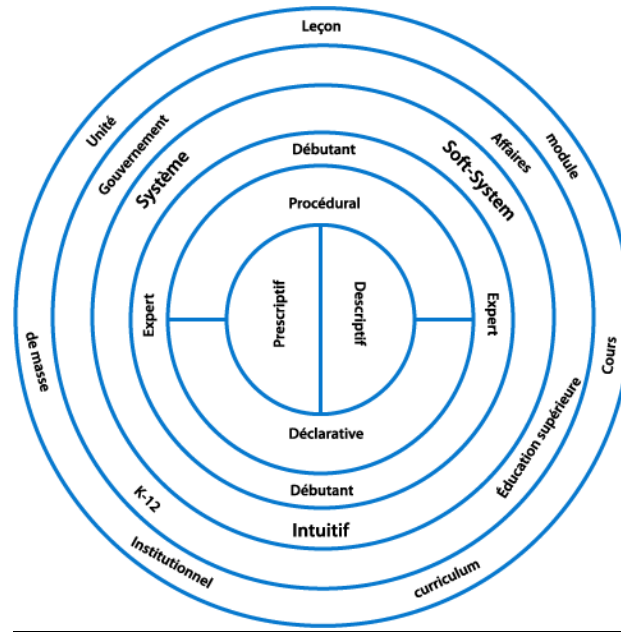 Leçon
Unité
module
Gouvernement
Affaires
Système
Soft-System
Débutant
Procédural
Expert
Prescriptif
Descriptif
Expert
de masse
Cours
Déclarative
Débutant
Éducation supérieure
K-12
Intuitif
Institutionnel
curriculum